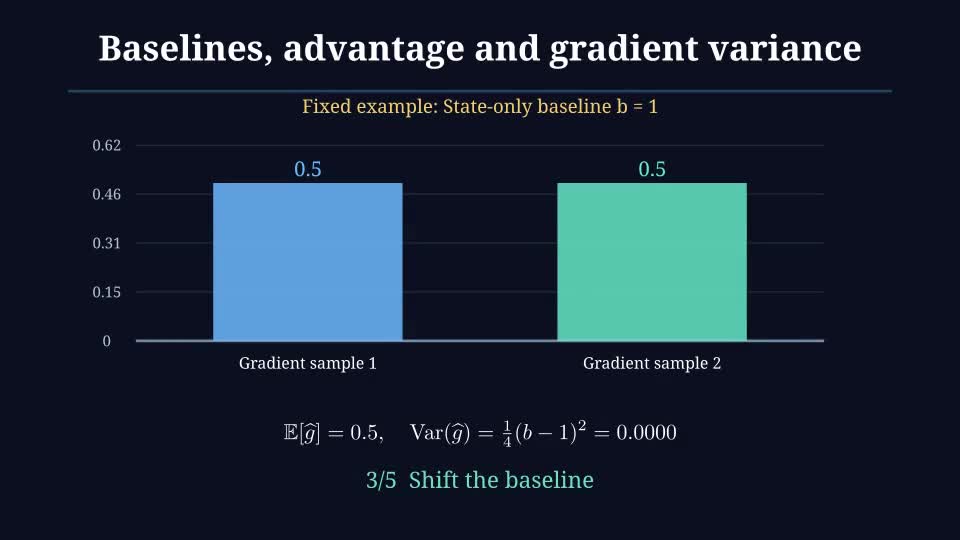 Baselines, advantage and gradient variance
Fixed example: State-only baseline b = 1
0.62
0.46
0.31
0.15
0
0.5
0.5
Gradient sample 1
Gradient sample 2
𝔼[ĝ] = 0.5, Var(ĝ) = ¼(b − 1)² = 0.0000
3/5 Shift the baseline